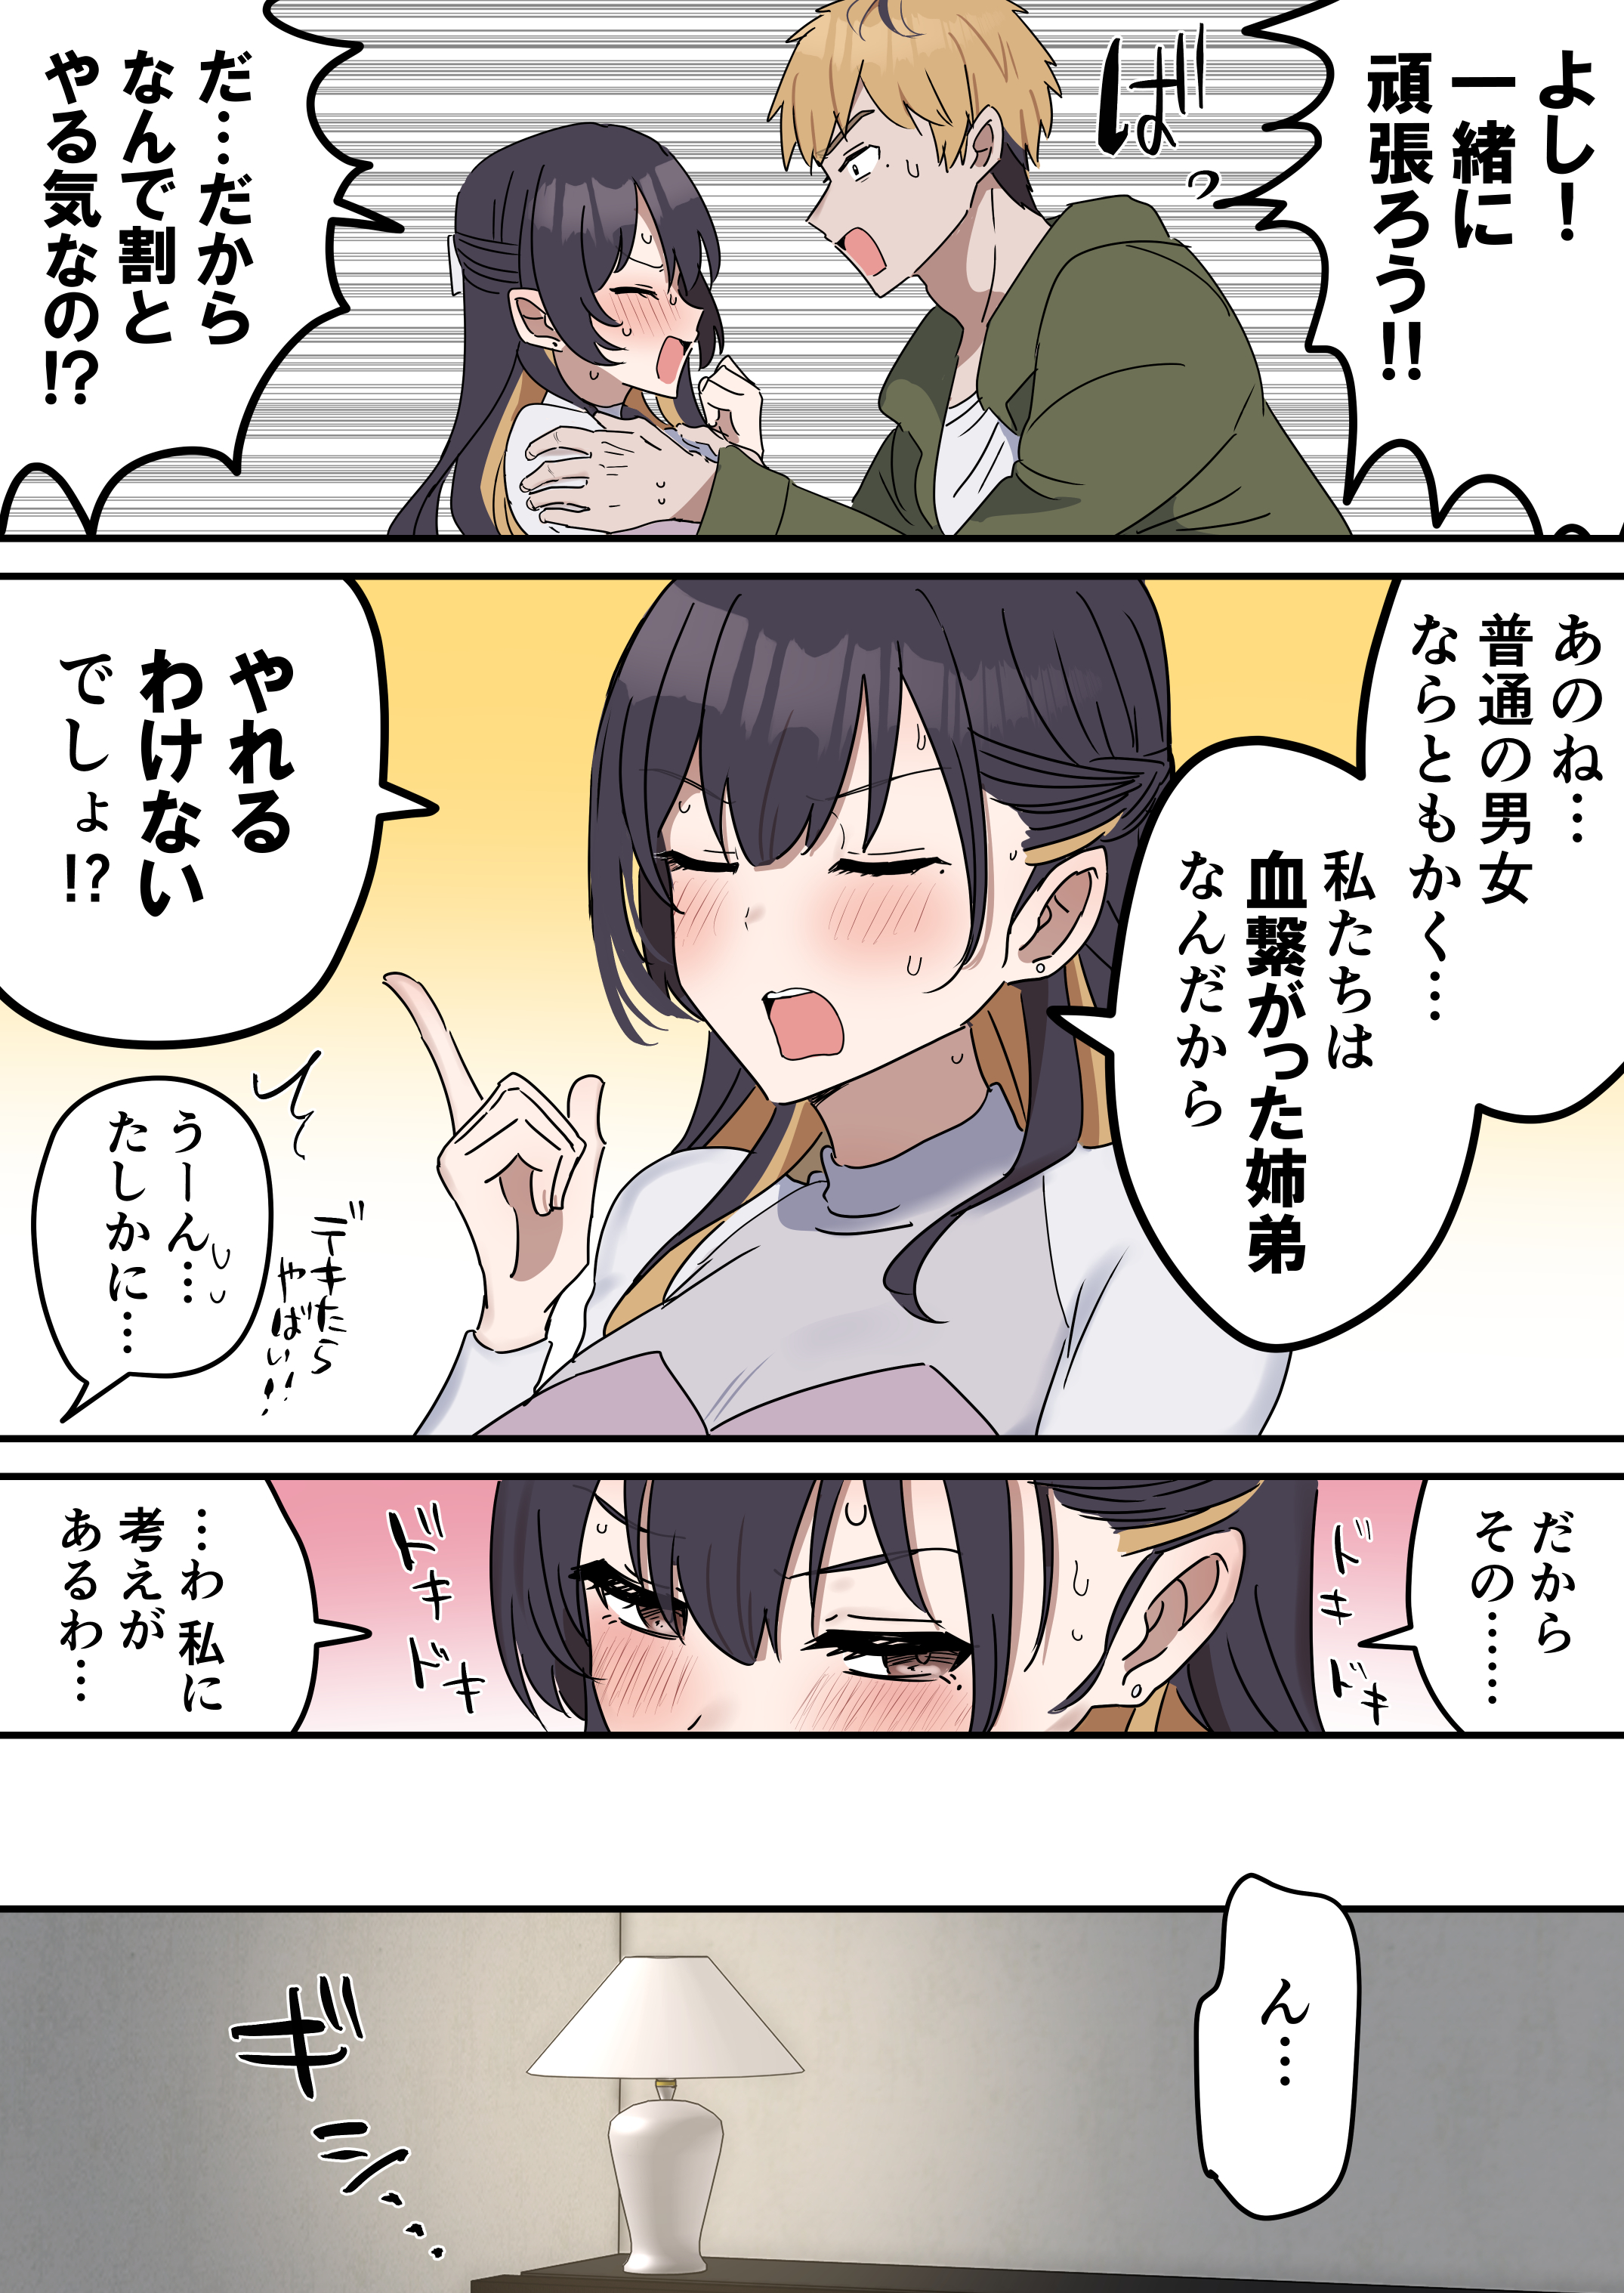 よし！
一緒に
頑張ろう!!
ばっ
だ…だから
なんで割と
やる気なの!?
あのね…
普通の男女
ならともかく…
私たちは
血繋がった姉弟
なんだから
やれる
わけない
でしょ!?
デキたら
やばい!!
うーん…
たしかに…
だから
その……
ドキ
ドキ
ドキ
ドキ
…わ 私に
考えが
あるわ…
ん…
ギシ…